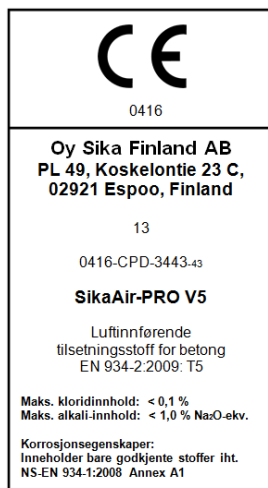 CE
0416
Oy Sika Finland AB
PL 49, Koskelontie 23 C,
02921 Espoo, Finland
13
0416-CPD-3443-43
SikaAir-PRO V5
Luftinnførende
tilsetningsstoff for betong
EN 934-2:2009: T5
Maks. kloridinnhold: < 0,1 %
Maks. alkali-innhold: < 1,0 % Na₂O-ekv.
Korrosjonsegenskaper:
Inneholder bare godkjente stoffer iht.
NS-EN 934-1:2008 Annex A1